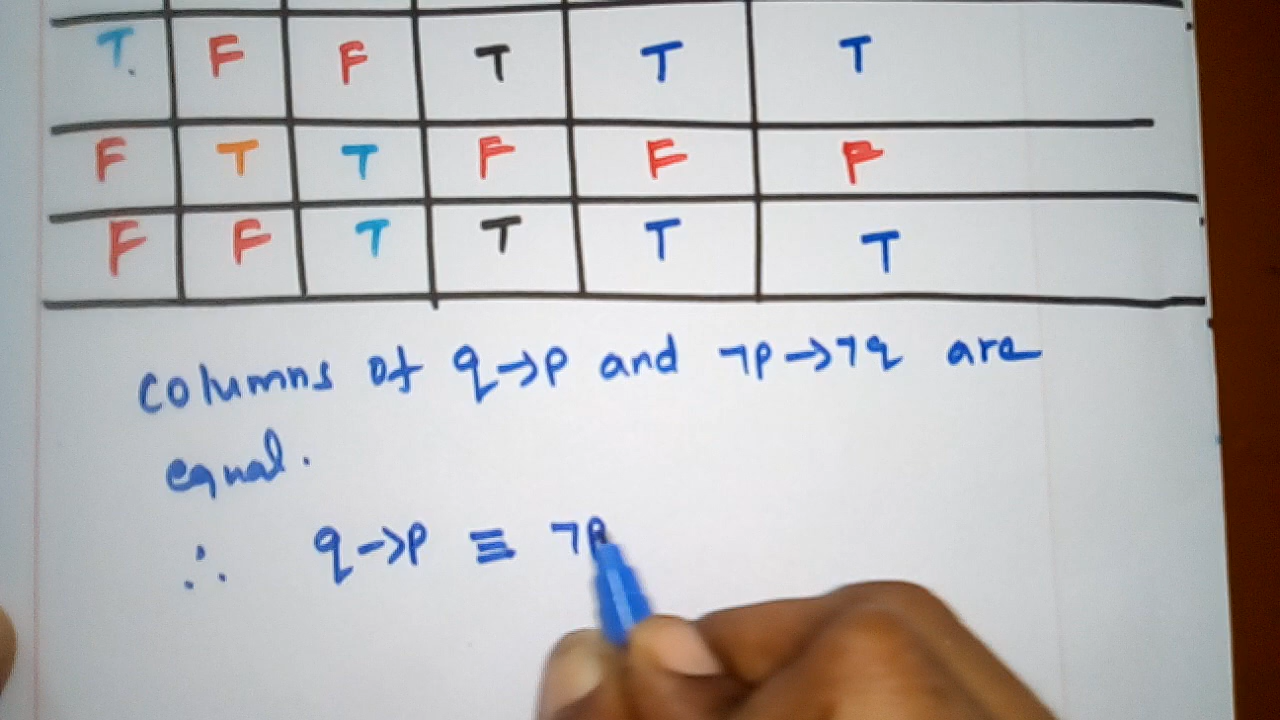 T F F T T T
F T T F F F
F F T T T T
columns of q→p and ¬p→¬q are
equal.
∴ q→p ≡ ¬p